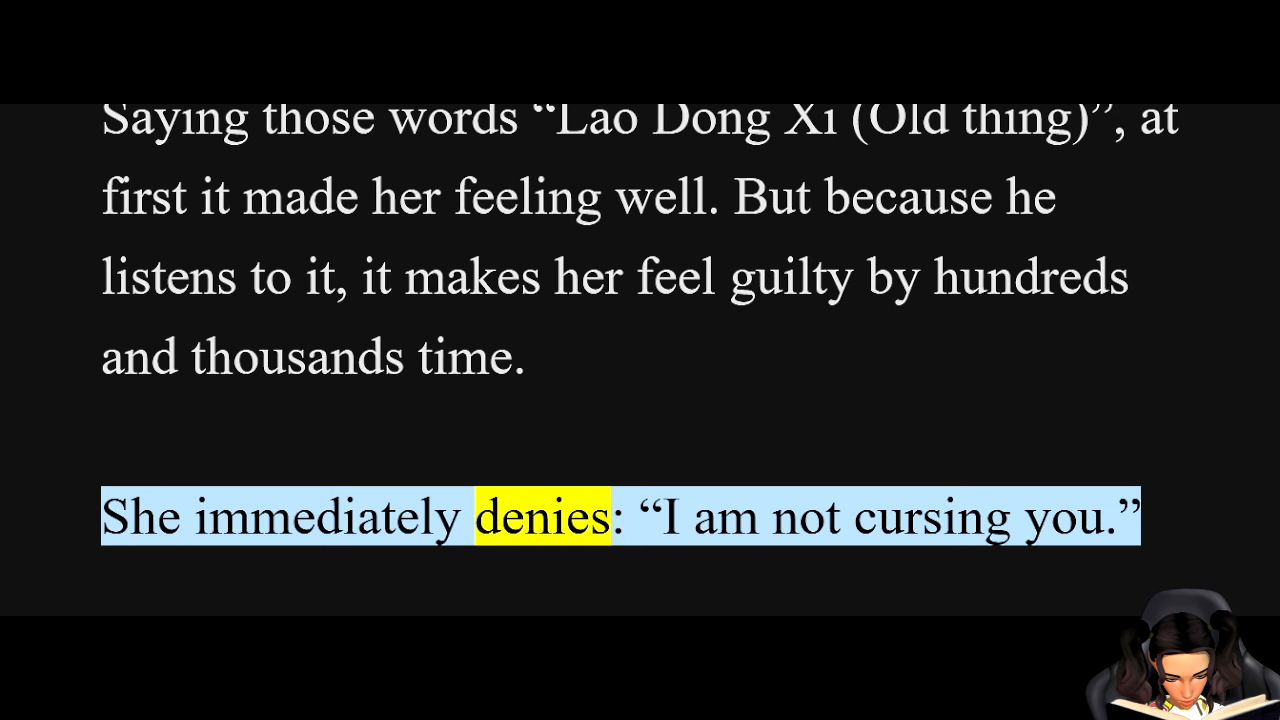 Saying those words “Lao Dong Xi (Old thing)”, at
first it made her feeling well. But because he
listens to it, it makes her feel guilty by hundreds
and thousands time.
She immediately denies: “I am not cursing you.”